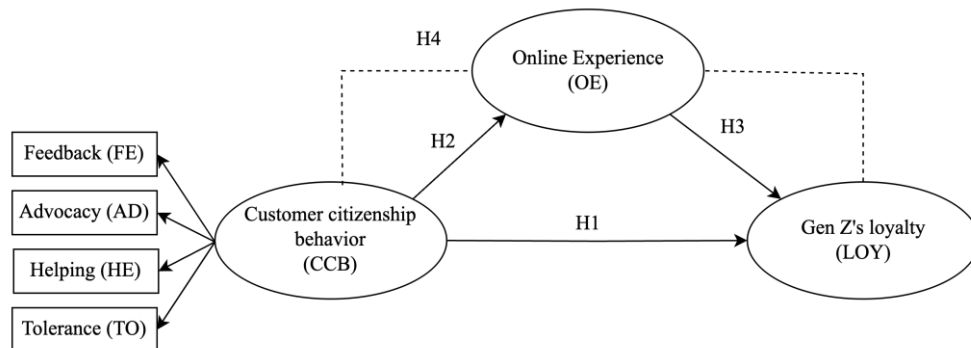 H4
Online Experience
(OE)
H2
H3
Feedback (FE)
Advocacy (AD)
Helping (HE)
Tolerance (TO)
Customer citizenship
behavior
(CCB)
H1
Gen Z's loyalty
(LOY)